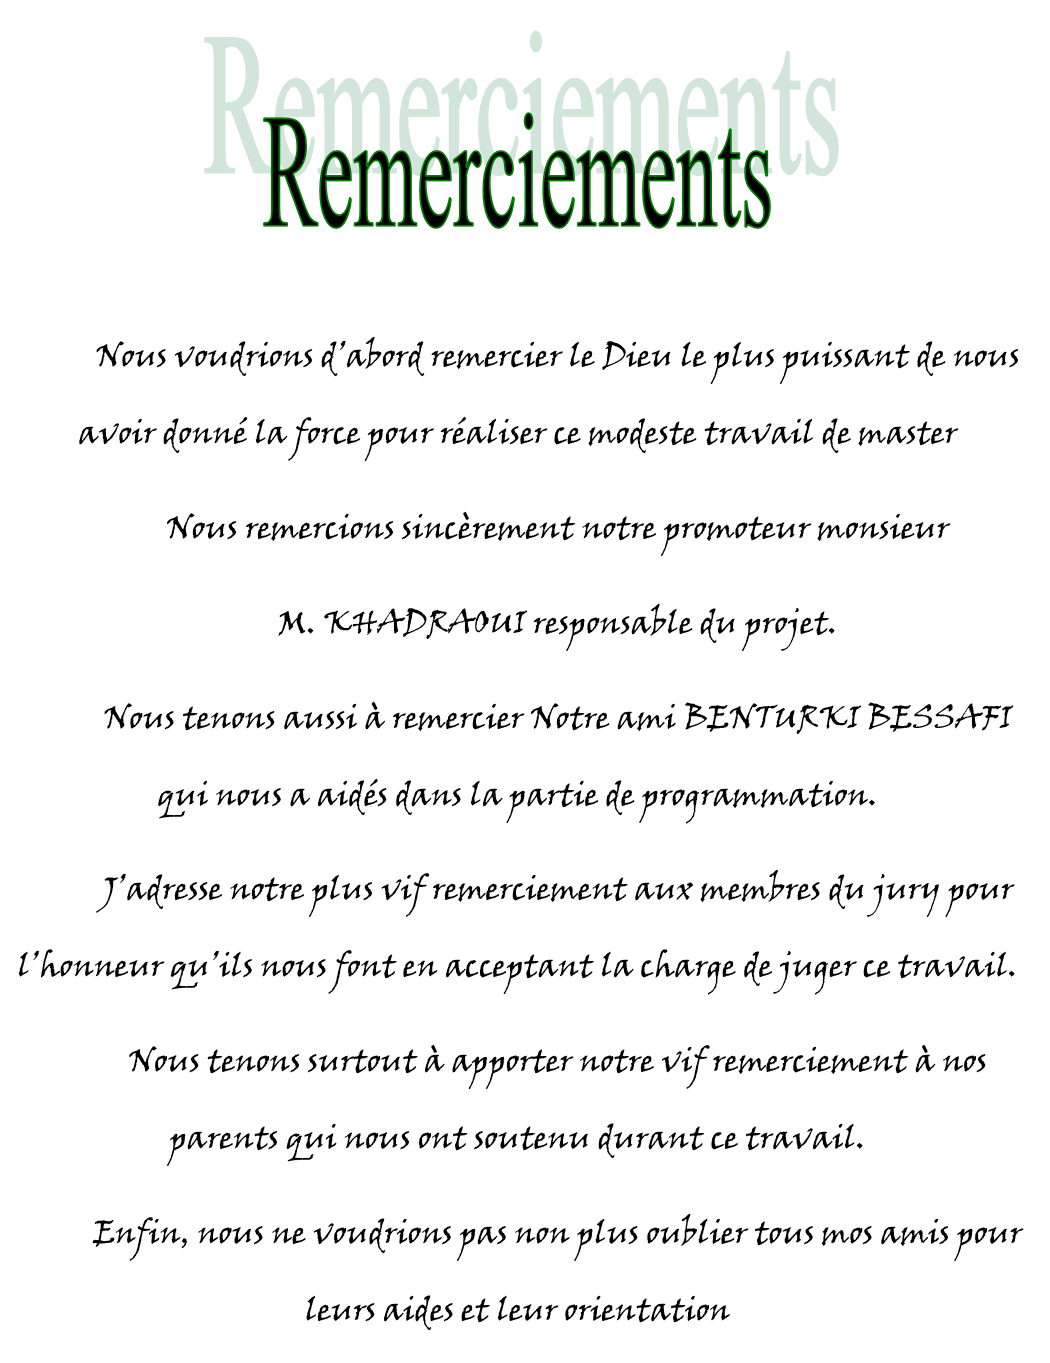 Remerciements
Nous voudrions d'abord remercier le Dieu le plus puissant de nous
avoir donné la force pour réaliser ce modeste travail de master
Nous remercions sincèrement notre promoteur monsieur
M. KHADRAOUI responsable du projet.
Nous tenons aussi à remercier Notre ami BENTURKI BESSAFI
qui nous a aidés dans la partie de programmation.
J'adresse notre plus vif remerciement aux membres du jury pour
l'honneur qu'ils nous font en acceptant la charge de juger ce travail.
Nous tenons surtout à apporter notre vif remerciement à nos
parents qui nous ont soutenu durant ce travail.
Enfin, nous ne voudrions pas non plus oublier tous mos amis pour
leurs aides et leur orientation